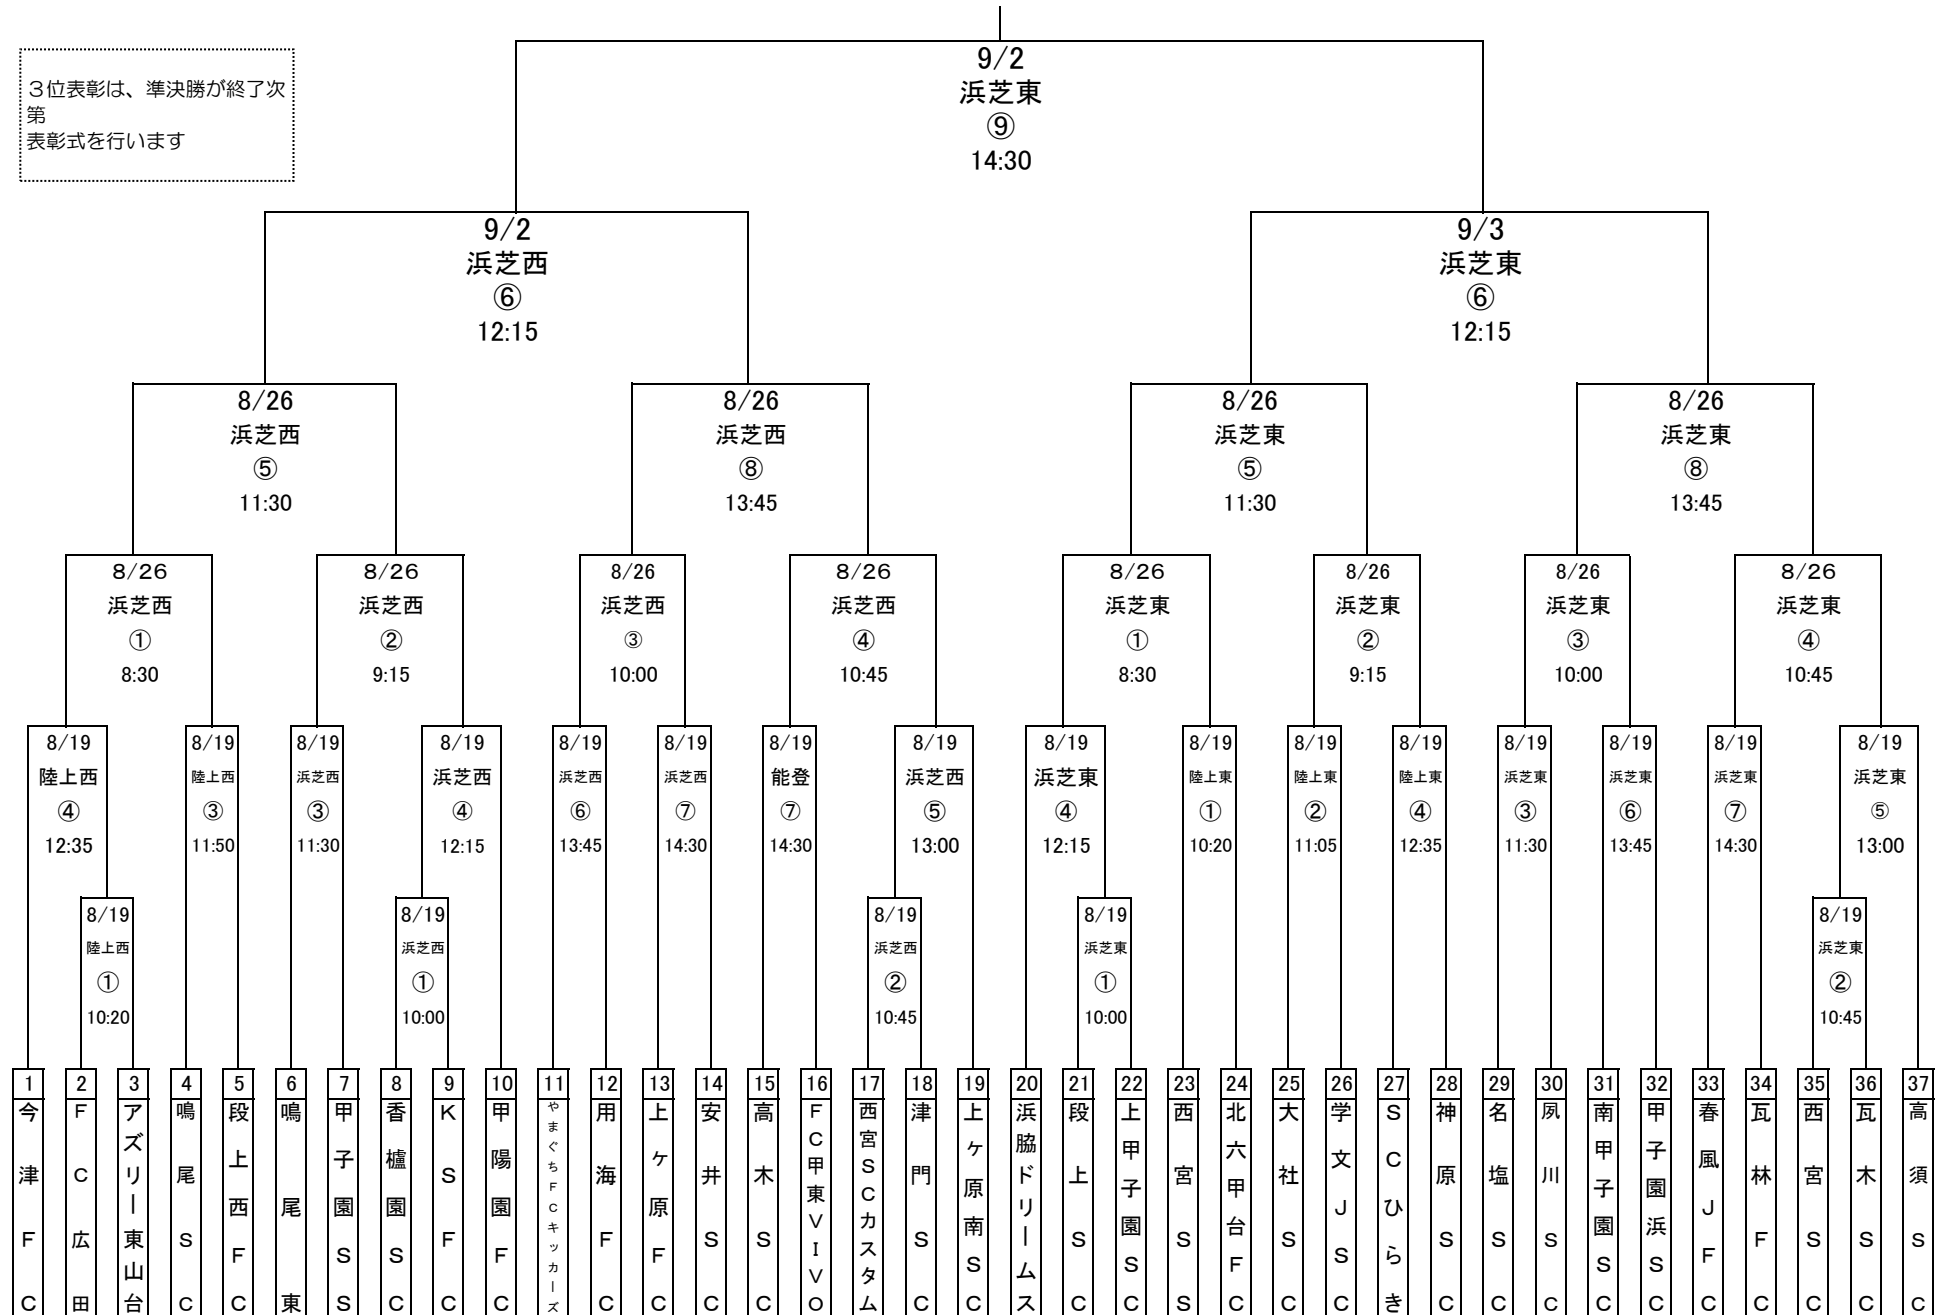 9/2
浜芝東
⑨
14:30
３位表彰は、準決勝が終了次
第
表彰式を行います
9/2
浜芝西
⑥
12:15
9/3
浜芝東
⑥
12:15
8/26
浜芝西
⑤
11:30
8/26
浜芝西
⑧
13:45
8/26
浜芝東
⑤
11:30
8/26
浜芝東
⑧
13:45
8/26
浜芝西
①
8:30
8/26
浜芝西
②
9:15
8/26
浜芝西
③
10:00
8/26
浜芝西
④
10:45
8/26
浜芝東
①
8:30
8/26
浜芝東
②
9:15
8/26
浜芝東
③
10:00
8/26
浜芝東
④
10:45
8/19
陸上西
④
12:35
8/19
陸上西
③
11:50
8/19
浜芝西
③
11:30
8/19
浜芝西
④
12:15
8/19
浜芝西
⑥
13:45
8/19
浜芝西
⑦
14:30
8/19
能登
⑦
14:30
8/19
浜芝西
⑤
13:00
8/19
浜芝東
④
12:15
8/19
陸上東
①
10:20
8/19
陸上東
②
11:05
8/19
陸上東
④
12:35
8/19
浜芝東
③
11:30
8/19
浜芝東
⑥
13:45
8/19
浜芝東
⑦
14:30
8/19
浜芝東
⑤
13:00
8/19
陸上西
①
10:20
8/19
浜芝西
①
10:00
8/19
浜芝西
②
10:45
8/19
浜芝東
①
10:00
8/19
浜芝東
②
10:45
1
今津ＦＣ
2
ＦＣ広田
3
アズリー東山台
4
鳴尾ＳＣ
5
段上西ＦＣ
6
鳴尾東
7
甲子園ＳＳ
8
香櫨園ＳＣ
9
ＫＳＦＣ
10
甲陽園ＦＣ
11
やまぐちＦＣキッカーズ
12
用海ＦＣ
13
上ヶ原ＦＣ
14
安井ＳＣ
15
高木ＳＣ
16
ＦＣ甲東ＶＩＶＯ
17
西宮ＳＣカスタム
18
津門ＳＣ
19
上ヶ原南ＳＣ
20
浜脇ドリームス
21
段上ＳＣ
22
上甲子園ＳＣ
23
西宮ＳＳ
24
北六甲台ＦＣ
25
大社ＳＣ
26
学文ＪＳＣ
27
ＳＣひらき
28
神原ＳＣ
29
名塩ＳＣ
30
夙川ＳＣ
31
南甲子園ＳＣ
32
甲子園浜ＳＣ
33
春風ＪＦＣ
34
瓦林ＦＣ
35
西宮ＳＣ
36
瓦木ＳＣ
37
高須ＳＣ